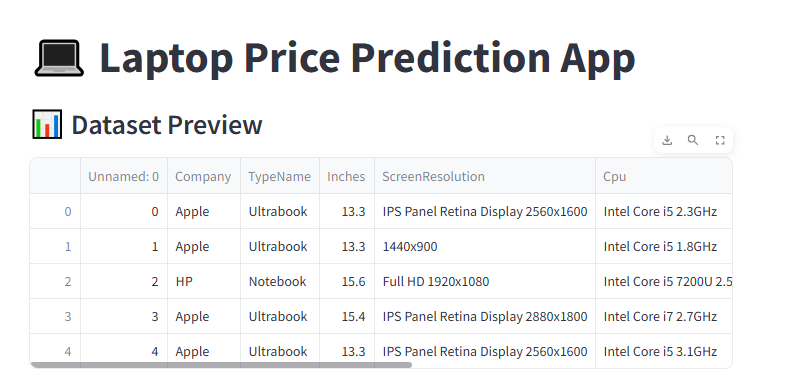 Laptop Price Prediction App
Dataset Preview
Unnamed: 0 Company TypeName Inches ScreenResolution Cpu
0 0 Apple Ultrabook 13.3 IPS Panel Retina Display 2560x1600 Intel Core i5 2.3GHz
1 1 Apple Ultrabook 13.3 1440x900 Intel Core i5 1.8GHz
2 2 HP Notebook 15.6 Full HD 1920x1080 Intel Core i5 7200U 2.5
3 3 Apple Ultrabook 15.4 IPS Panel Retina Display 2880x1800 Intel Core i7 2.7GHz
4 4 Apple Ultrabook 13.3 IPS Panel Retina Display 2560x1600 Intel Core i5 3.1GHz